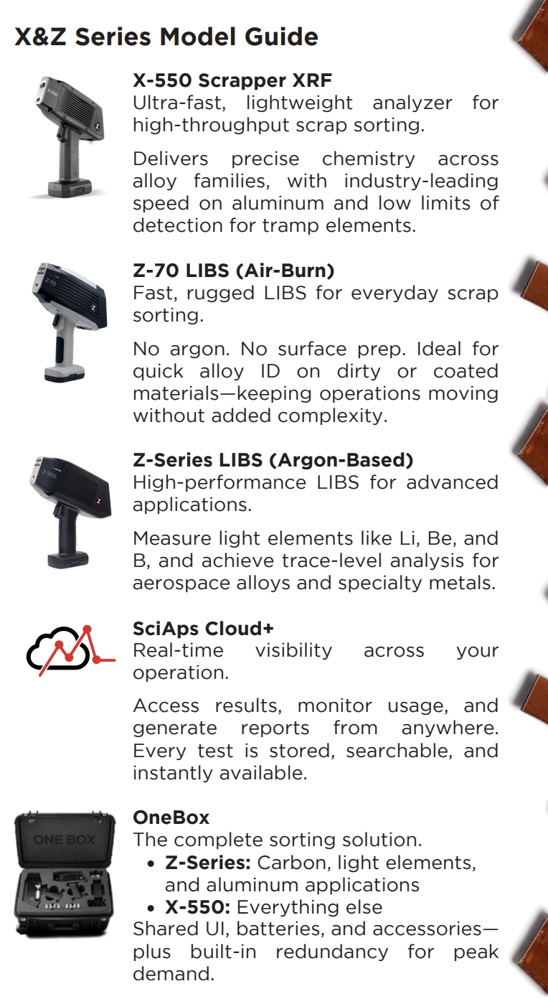 X&Z Series Model Guide
X-550 Scrapper XRF
Ultra-fast, lightweight analyzer for
high-throughput scrap sorting.
Delivers precise chemistry across
alloy families, with industry-leading
speed on aluminum and low limits of
detection for tramp elements.
X-550
X
Z-70 LIBS (Air-Burn)
Fast, rugged LIBS for everyday scrap
sorting.
No argon. No surface prep. Ideal for
quick alloy ID on dirty or coated
materials—keeping operations moving
without added complexity.
Z-70
Z
Z-Series LIBS (Argon-Based)
High-performance LIBS for advanced
applications.
Measure light elements like Li, Be, and
B, and achieve trace-level analysis for
aerospace alloys and specialty metals.
Z-902
Z
SciAps Cloud+
Real-time visibility across your
operation.
Access results, monitor usage, and
generate reports from anywhere.
Every test is stored, searchable, and
instantly available.
ONE BOX
OneBox
The complete sorting solution.
• Z-Series: Carbon, light elements,
and aluminum applications
• X-550: Everything else
Shared UI, batteries, and accessories—
plus built-in redundancy for peak
demand.